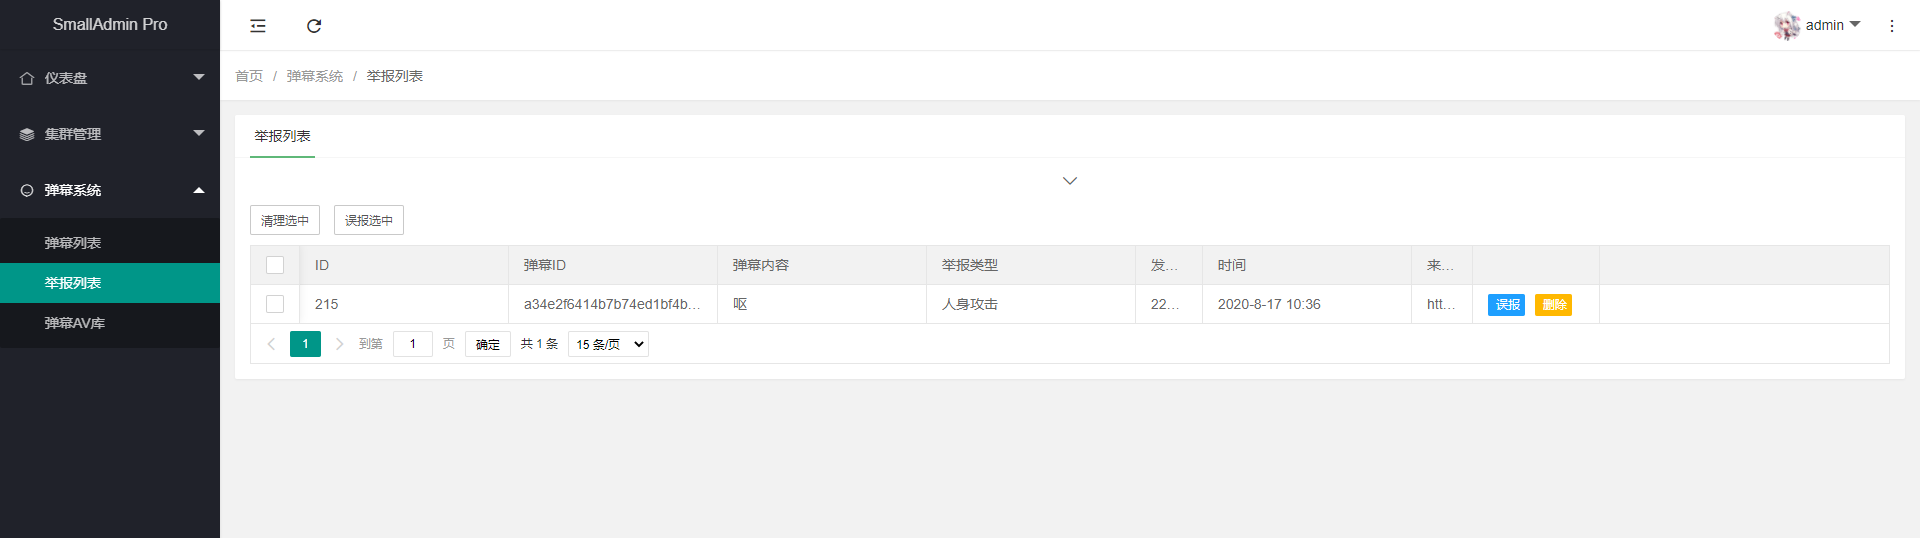 SmallAdmin Pro
admin
仪表盘
集群管理
弹幕系统
弹幕列表
举报列表
弹幕AV库
首页 / 弹幕系统 / 举报列表
举报列表
清理选中 误报选中
ID 弹幕ID 弹幕内容 举报类型 发... 时间 来...
215 a34e2f6414b7b74ed1bf4b... 呕 人身攻击 22... 2020-8-17 10:36 htt... 误报 删除
1 到第 1 页 确定 共 1 条 15 条/页